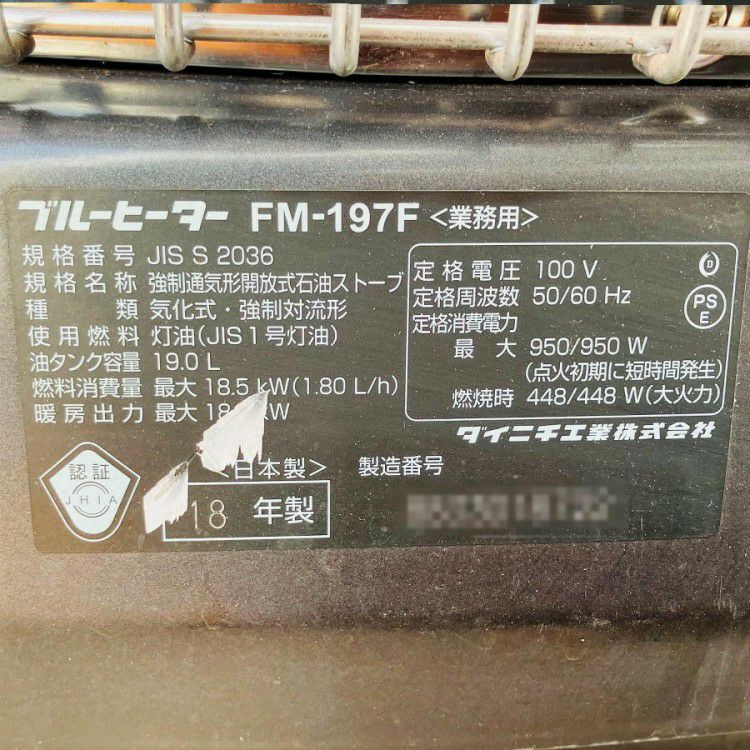 ブルーヒーター FM-197F <業務用>
規格番号 JIS S 2036
規格名称 強制通気形開放式石油ストーブ
種類 気化式・強制対流形
使用燃料 灯油(JIS1号灯油)
油タンク容量 19.0 L
燃料消費量 最大 18.5 kW(1.80 L/h)
暖房出力 最大 18. kW
定格電圧 100 V
定格周波数 50/60 Hz
定格消費電力
最大 950/950 W
(点火初期に短時間発生)
燃焼時 448/448 W(大火力)
PS
E
ダイニチ工業株式会社
認証
JHIA
<日本製> 製造番号
18 年製